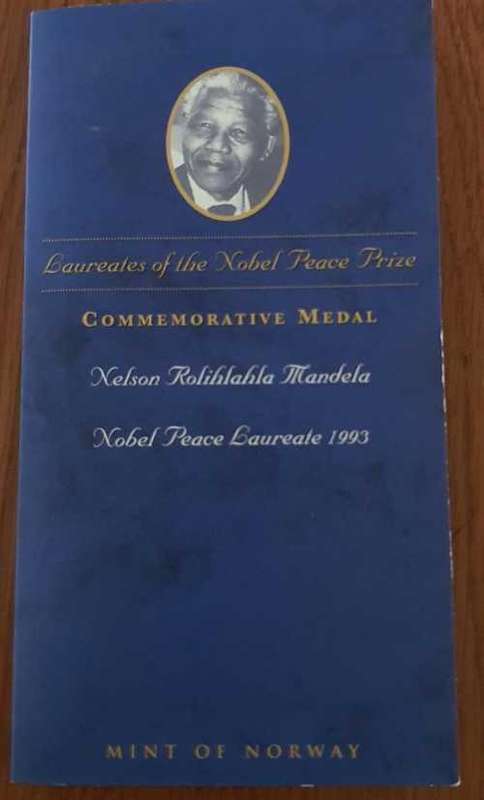 Laureates of the Nobel Peace Prize
COMMEMORATIVE MEDAL
Nelson Rolihlahla Mandela
Nobel Peace Laureate 1993
MINT OF NORWAY